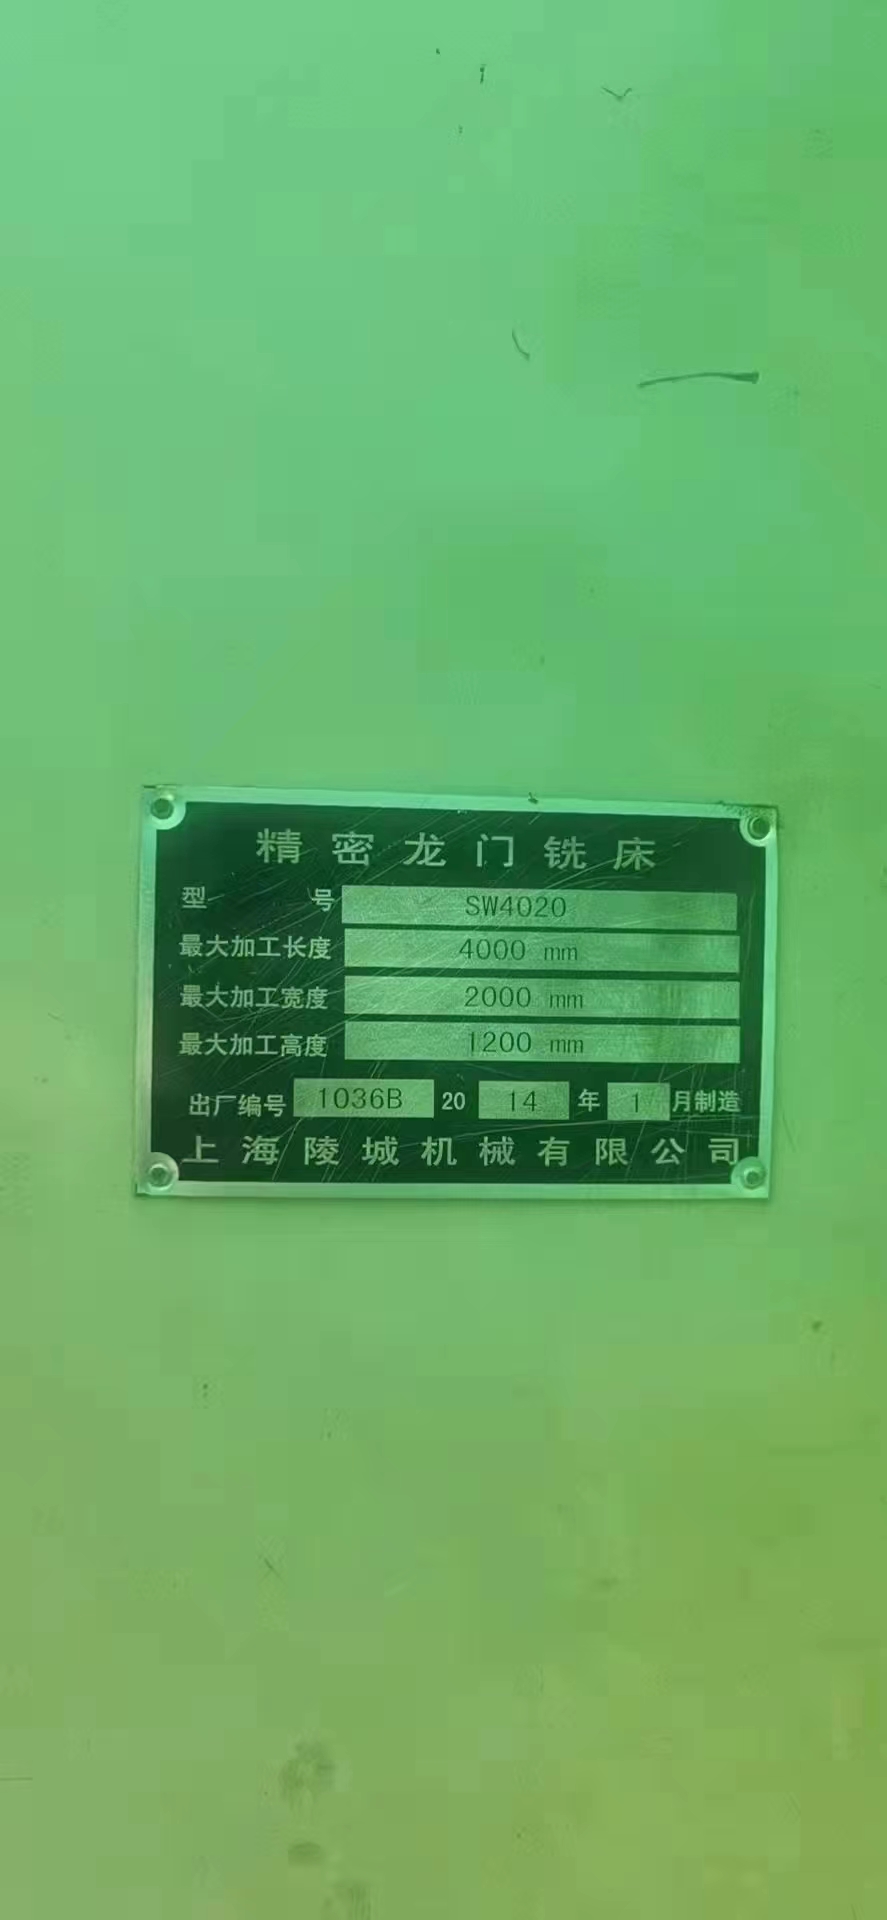 精密龙门铣床
型号 SW4020
最大加工长度 4000 mm
最大加工宽度 2000 mm
最大加工高度 1200 mm
出厂编号 1036B 20 14 年 1 月制造
上海陵城机械有限公司